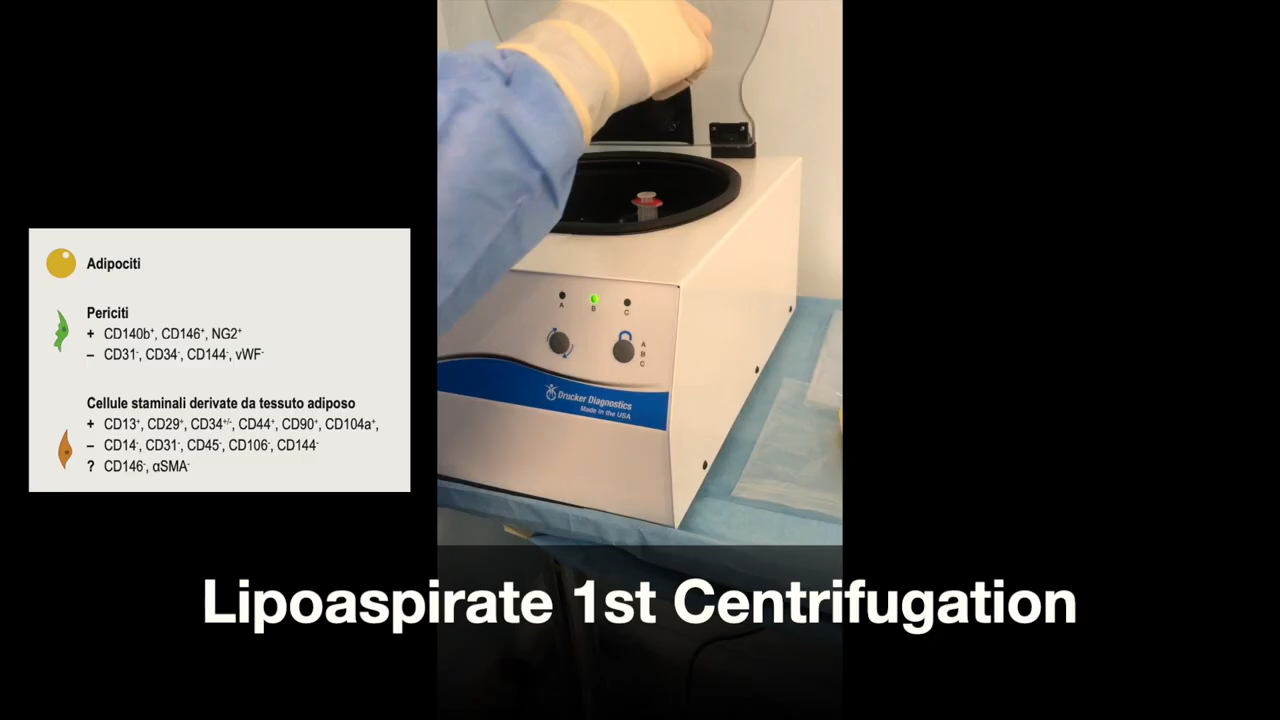 Adipociti
Periciti
+ CD140b⁺, CD146⁺, NG2⁺
– CD31⁻, CD34⁻, CD144⁻, vWF⁻
Cellule staminali derivate da tessuto adiposo
+ CD13⁺, CD29⁺, CD34⁺/⁻, CD44⁺, CD90⁺, CD104a⁺,
– CD14⁻, CD31⁻, CD45⁻, CD106⁻, CD144⁻
? CD146⁻, αSMA⁻
A B C
A
B
C
Drucker Diagnostics
Made in the USA
Lipoaspirate 1st Centrifugation